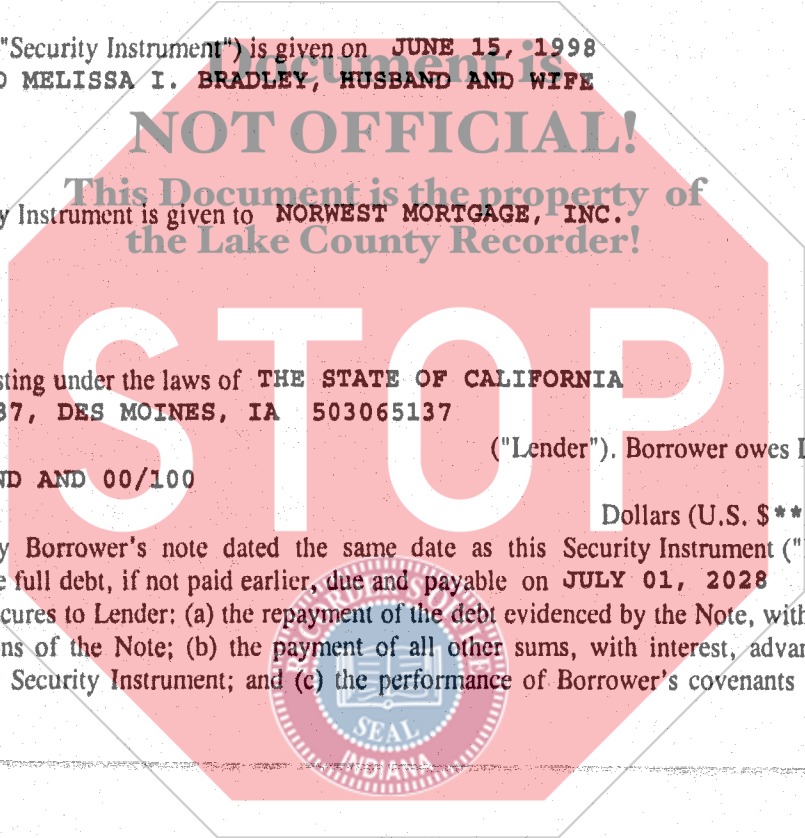 "Security Instrument") is given on JUNE 15, 1998
Document is
MELISSA I. BRADLEY, HUSBAND AND WIFE
NOT OFFICIAL!
This Document is the property of
y Instrument is given to NORWEST MORTGAGE, INC.
the Lake County Recorder!
STOP
sting under the laws of THE STATE OF CALIFORNIA
37, DES MOINES, IA 503065137
("Lender"). Borrower owes L
ND AND 00/100
Dollars (U.S. $**
y Borrower's note dated the same date as this Security Instrument ("
e full debt, if not paid earlier, due and payable on JULY 01, 2028
cures to Lender: (a) the repayment of the debt evidenced by the Note, with
ns of the Note; (b) the payment of all other sums, with interest, advan
Security Instrument; and (c) the performance of Borrower's covenants
SEAL
INDIANA